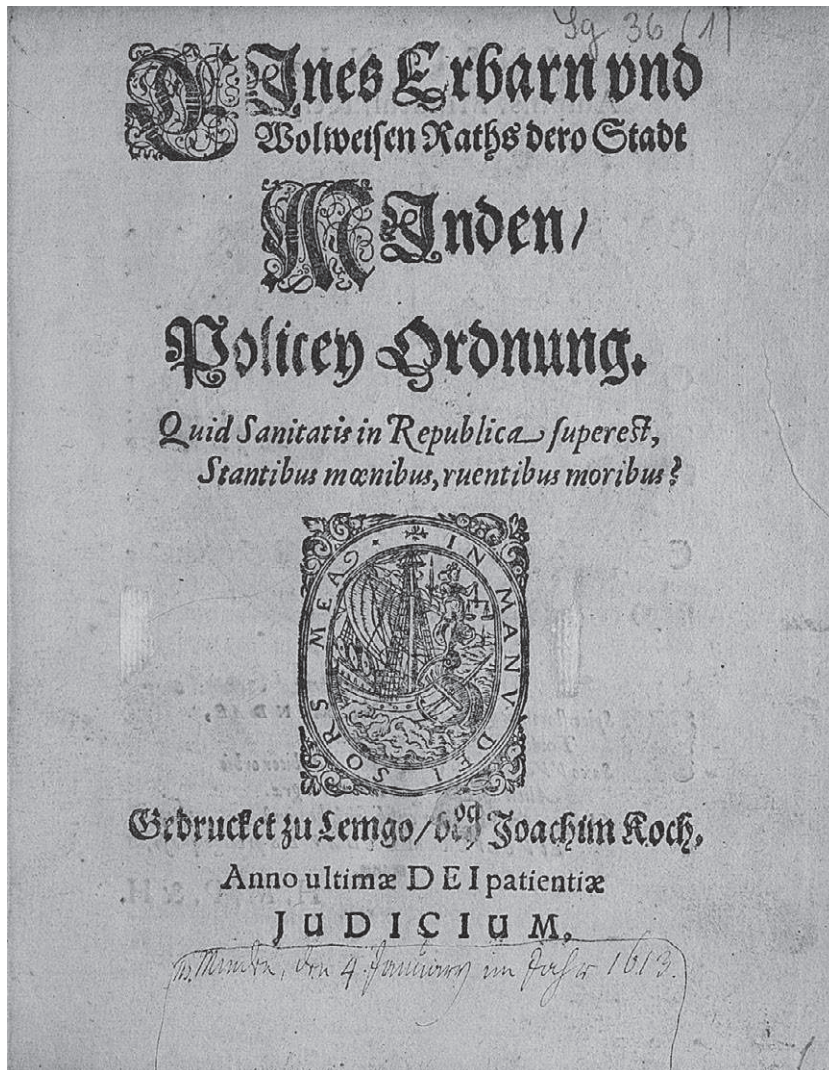 Sg 36 (1)
EInes Erbarn vnd
Wolweisen Raths dero Stadt
MInden/
Policey Ordnung.
Quid Sanitatis in Republica ſuperest,
Stantibus mœnibus, ruentibus moribus?
IN MANV DEI SORS MEA
Gedrucket zu Lemgo/ bey Joachim Koch,
Anno ultimæ DEI patientiæ
JuDICIuM,
Minden, den 4. January im Jahr 1613.